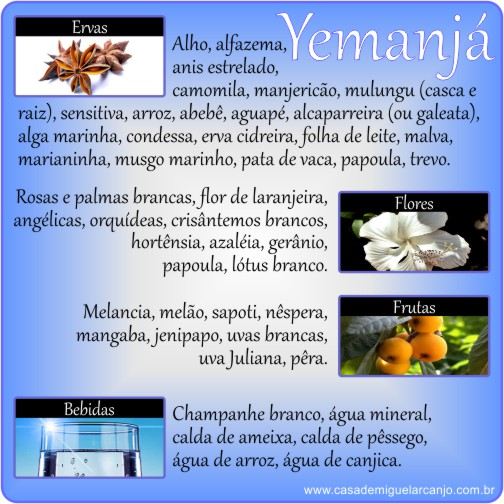 Yemanjá
Ervas
Alho, alfazema,
anis estrelado,
camomila, manjericão, mulungu (casca e
raiz), sensitiva, arroz, abebê, aguapé, alcaparreira (ou galeata),
alga marinha, condessa, erva cidreira, folha de leite, malva,
marianinha, musgo marinho, pata de vaca, papoula, trevo.
Rosas e palmas brancas, flor de laranjeira,
angélicas, orquídeas, crisântemos brancos,
hortênsia, azaléia, gerânio,
papoula, lótus branco.
Flores
Melancia, melão, sapoti, nêspera,
mangaba, jenipapo, uvas brancas,
uva Juliana, pêra.
Frutas
Bebidas
Champanhe branco, água mineral,
calda de ameixa, calda de pêssego,
água de arroz, água de canjica.
www.casademiguelarcanjo.com.br